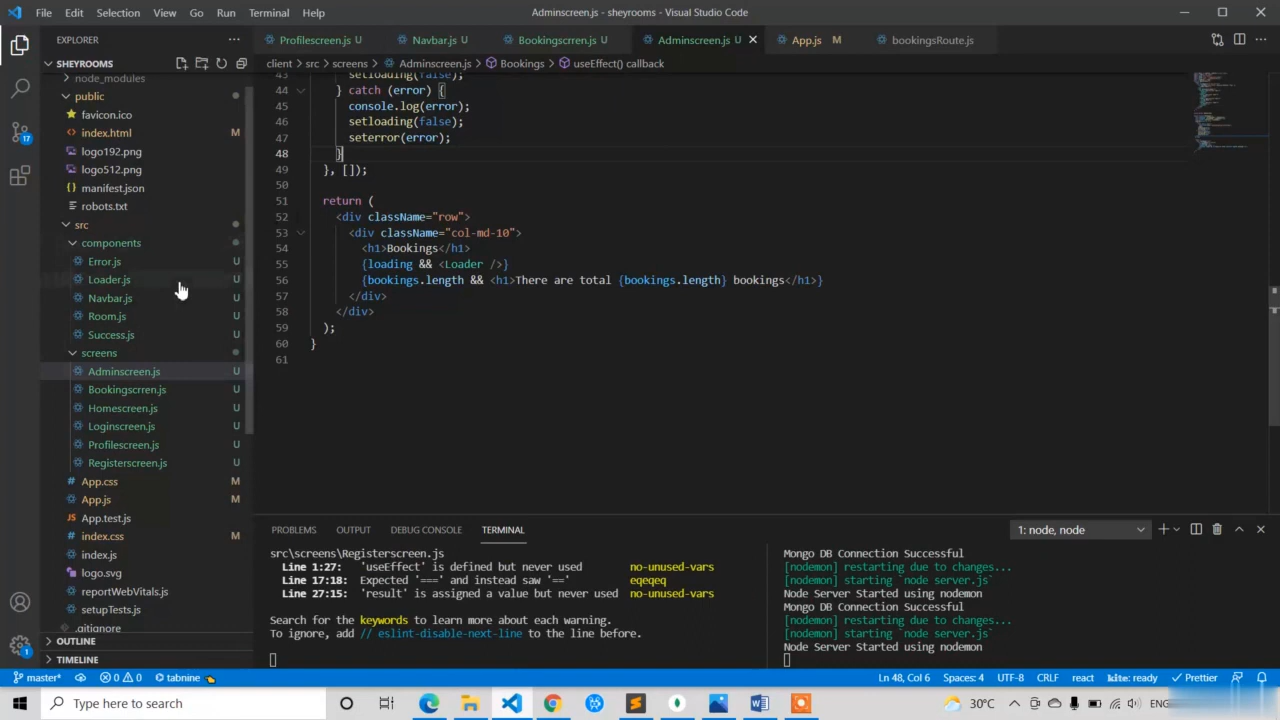 File Edit Selection View Go Run Terminal Help
Adminscreen.js - sheyrooms - Visual Studio Code
EXPLORER
SHEYROOMS
node_modules
public
favicon.ico
index.html M
logo192.png
logo512.png
manifest.json
robots.txt
src
components
Error.js U
Loader.js U
Navbar.js U
Room.js U
Success.js U
screens
Adminscreen.js U
Bookingscrren.js U
Homescreen.js U
Loginscreen.js U
Profilescreen.js U
Registerscreen.js U
App.css M
App.js M
App.test.js
index.css M
index.js
logo.svg
reportWebVitals.js
setupTests.js
.gitignore
OUTLINE
TIMELINE
Profilescreen.js U Navbar.js U Bookingscrren.js U Adminscreen.js U App.js M bookingsRoute.js
client > src > screens > Adminscreen.js > Bookings > useEffect() callback
43 setloading(false);
44 } catch (error) {
45 console.log(error);
46 setloading(false);
47 seterror(error);
48 }
49 }, []);
50
51 return (
52 <div className="row">
53 <div className="col-md-10">
54 <h1>Bookings</h1>
55 {loading && <Loader />}
56 {bookings.length && <h1>There are total {bookings.length} bookings</h1>}
57 </div>
58 </div>
59 );
60 }
61
PROBLEMS OUTPUT DEBUG CONSOLE TERMINAL
1: node, node
src\screens\Registerscreen.js
Line 1:27: 'useEffect' is defined but never used no-unused-vars
Line 17:18: Expected '===' and instead saw '==' eqeqeq
Line 27:15: 'result' is assigned a value but never used no-unused-vars
Search for the keywords to learn more about each warning.
To ignore, add // eslint-disable-next-line to the line before.
Mongo DB Connection Successful
[nodemon] restarting due to changes...
[nodemon] starting `node server.js`
Node Server Started using nodemon
Mongo DB Connection Successful
[nodemon] restarting due to changes...
[nodemon] starting `node server.js`
Node Server Started using nodemon
17
1
master* 0 0 tabnine Ln 48, Col 6 Spaces: 4 UTF-8 CRLF react kite: ready Prettier
Type here to search
30°C ENG